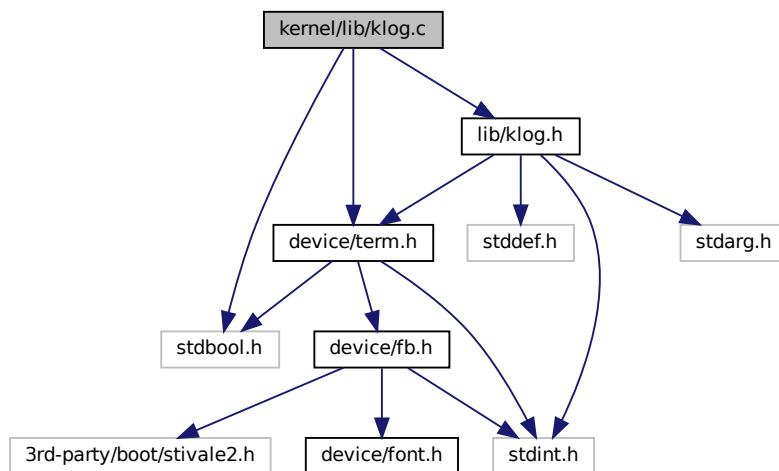 kernel/lib/klog.c
lib/klog.h
device/term.h
stddef.h
stdarg.h
stdbool.h
device/fb.h
3rd-party/boot/stivale2.h
device/font.h
stdint.h